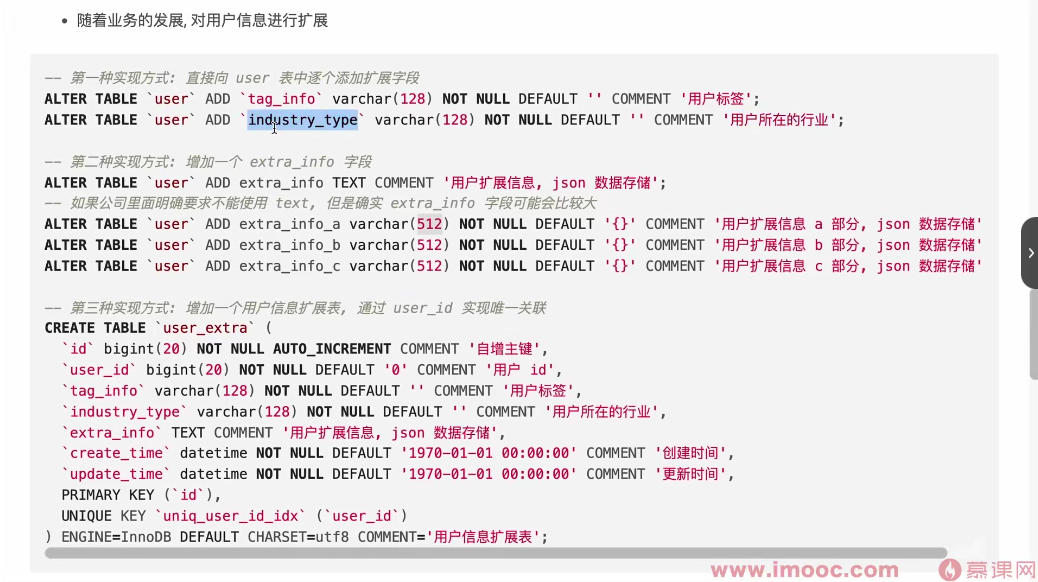 • 随着业务的发展, 对用户信息进行扩展
-- 第一种实现方式: 直接向 user 表中逐个添加扩展字段
ALTER TABLE `user` ADD `tag_info` varchar(128) NOT NULL DEFAULT '' COMMENT '用户标签';
ALTER TABLE `user` ADD `industry_type` varchar(128) NOT NULL DEFAULT '' COMMENT '用户所在的行业';
-- 第二种实现方式: 增加一个 extra_info 字段
ALTER TABLE `user` ADD extra_info TEXT COMMENT '用户扩展信息, json 数据存储';
-- 如果公司里面明确要求不能使用 text, 但是确实 extra_info 字段可能会比较大
ALTER TABLE `user` ADD extra_info_a varchar(512) NOT NULL DEFAULT '{}' COMMENT '用户扩展信息 a 部分, json 数据存储'
ALTER TABLE `user` ADD extra_info_b varchar(512) NOT NULL DEFAULT '{}' COMMENT '用户扩展信息 b 部分, json 数据存储'
ALTER TABLE `user` ADD extra_info_c varchar(512) NOT NULL DEFAULT '{}' COMMENT '用户扩展信息 c 部分, json 数据存储'
-- 第三种实现方式: 增加一个用户信息扩展表, 通过 user_id 实现唯一关联
CREATE TABLE `user_extra` (
  `id` bigint(20) NOT NULL AUTO_INCREMENT COMMENT '自增主键',
  `user_id` bigint(20) NOT NULL DEFAULT '0' COMMENT '用户 id',
  `tag_info` varchar(128) NOT NULL DEFAULT '' COMMENT '用户标签',
  `industry_type` varchar(128) NOT NULL DEFAULT '' COMMENT '用户所在的行业',
  `extra_info` TEXT COMMENT '用户扩展信息, json 数据存储',
  `create_time` datetime NOT NULL DEFAULT '1970-01-01 00:00:00' COMMENT '创建时间',
  `update_time` datetime NOT NULL DEFAULT '1970-01-01 00:00:00' COMMENT '更新时间',
  PRIMARY KEY (`id`),
  UNIQUE KEY `uniq_user_id_idx` (`user_id`)
) ENGINE=InnoDB DEFAULT CHARSET=utf8 COMMENT='用户信息扩展表';
www.imooc.com 慕课网